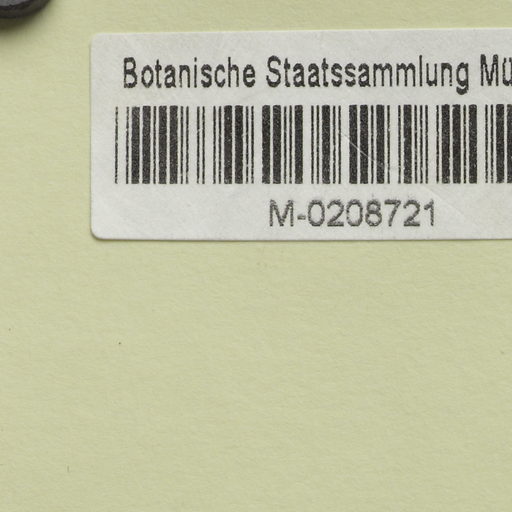 Botanische Staatssammlung Mü
M-0208721